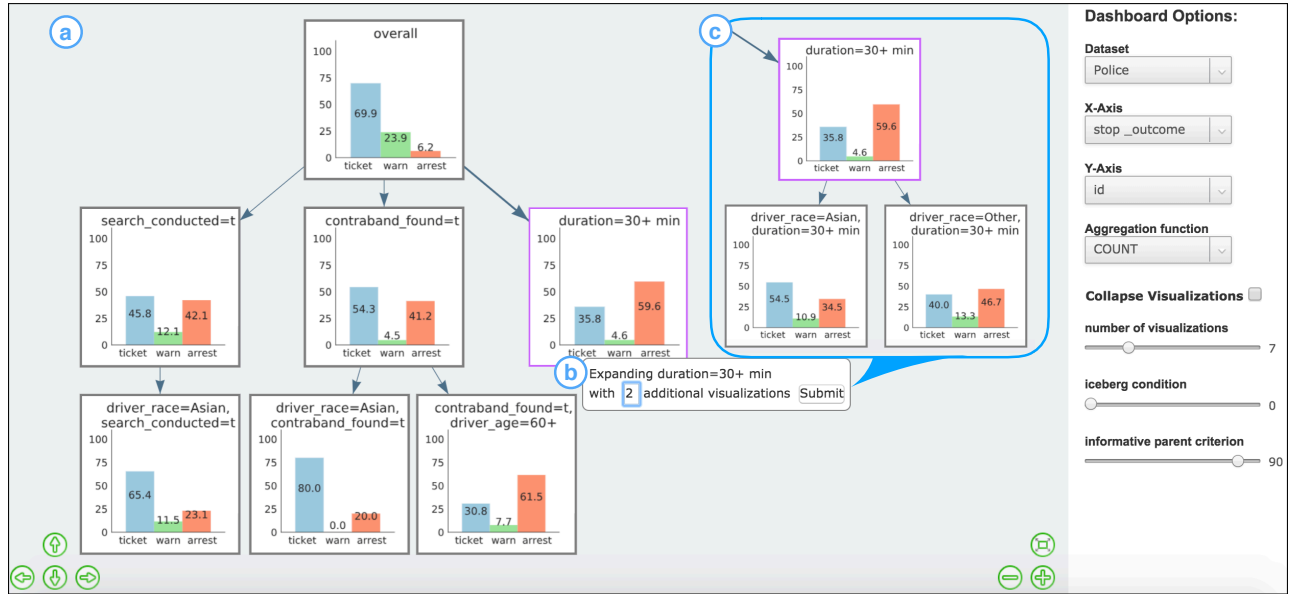 a
overall
100
75
50
25
0
69.9
23.9
6.2
ticket warn arrest
search_conducted=t
100
75
50
25
0
45.8
12.1
42.1
ticket warn arrest
contraband_found=t
100
75
50
25
0
54.3
4.5
41.2
ticket warn arrest
duration=30+ min
100
75
50
25
0
35.8
4.6
59.6
ticket warn arrest
driver_race=Asian,
search_conducted=t
100
75
50
25
0
65.4
11.5
23.1
ticket warn arrest
driver_race=Asian,
contraband_found=t
100
75
50
25
0
80.0
0.0
20.0
ticket warn arrest
contraband_found=t,
driver_age=60+
100
75
50
25
0
30.8
7.7
61.5
ticket warn arrest
b
Expanding duration=30+ min
with 2 additional visualizations Submit
c
duration=30+ min
100
75
50
25
0
35.8
4.6
59.6
ticket warn arrest
driver_race=Asian,
duration=30+ min
100
75
50
25
0
54.5
10.9
34.5
ticket warn arrest
driver_race=Other,
duration=30+ min
100
75
50
25
0
40.0
13.3
46.7
ticket warn arrest
Dashboard Options:
Dataset
Police
X-Axis
stop _outcome
Y-Axis
id
Aggregation function
COUNT
Collapse Visualizations
number of visualizations
7
iceberg condition
0
informative parent criterion
90